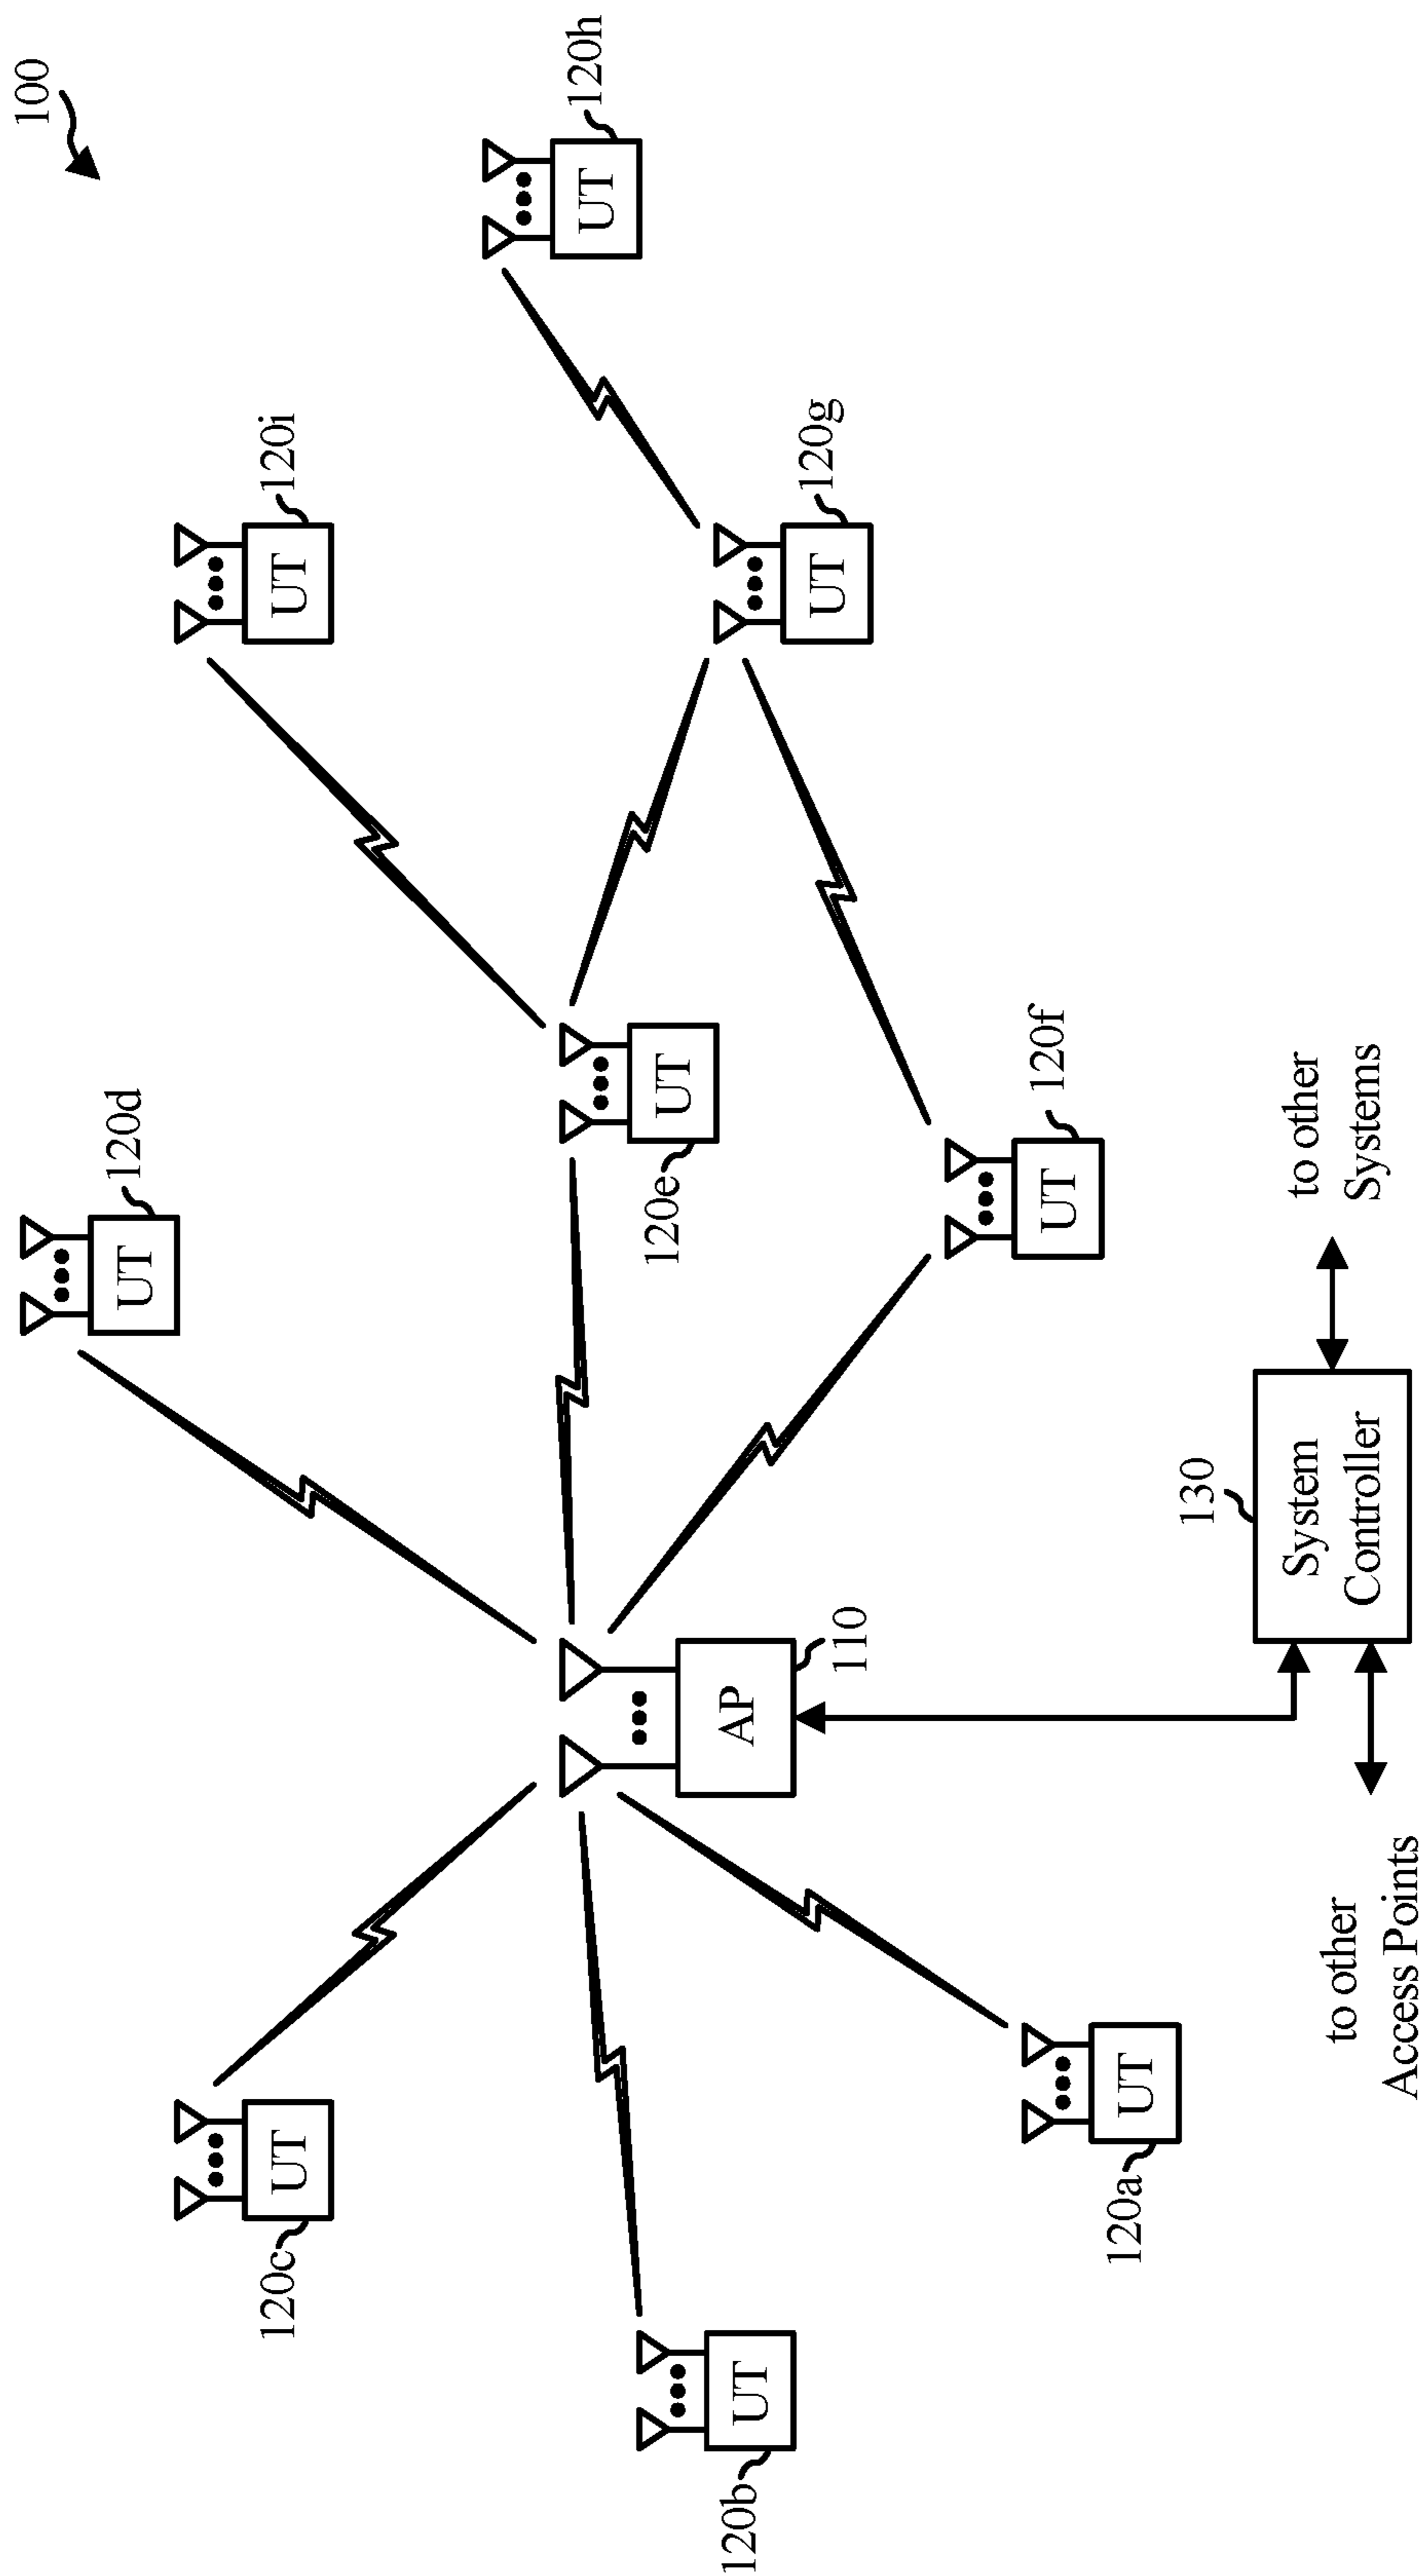 100
120d
UT
120i
UT
120h
UT
120c
UT
120e
UT
120g
UT
120b
UT
AP
110
120f
UT
120a
UT
130
System
Controller
to other
Systems
to other
Access Points